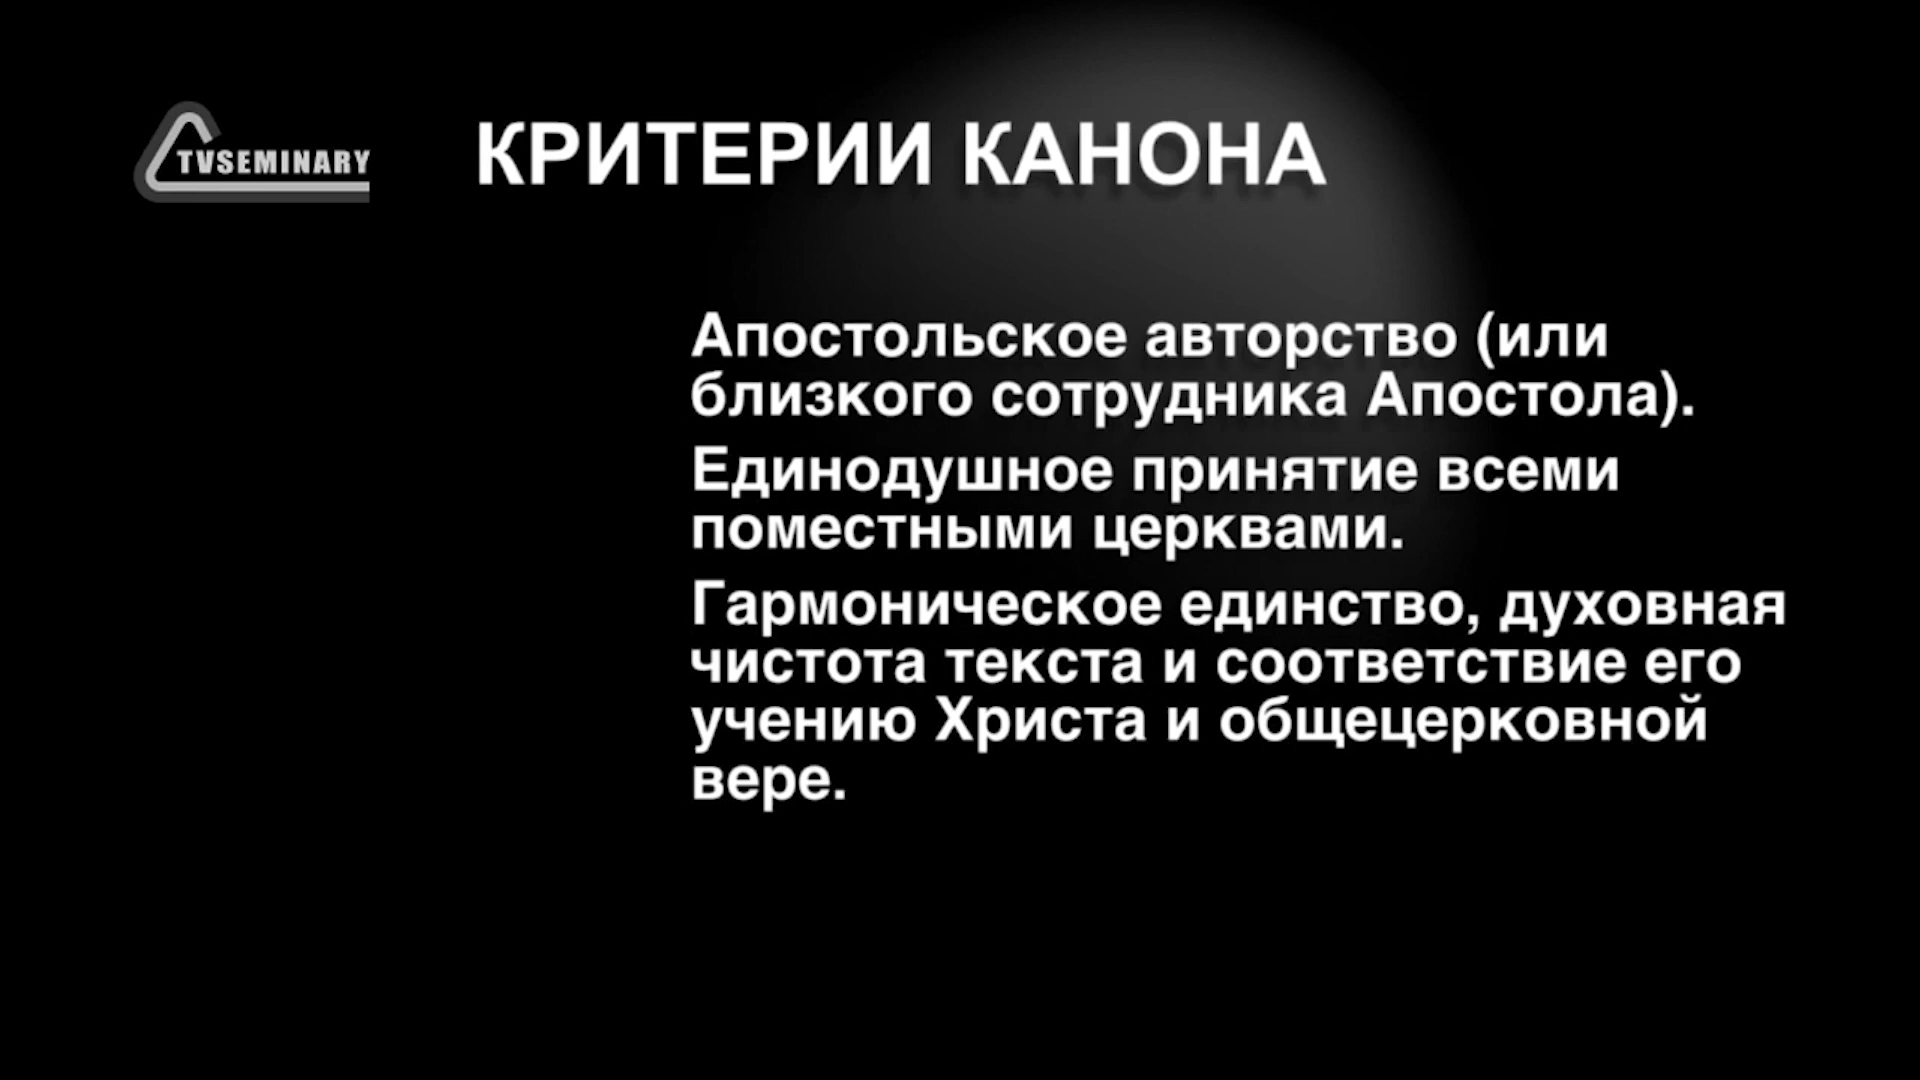 TVSEMINARY
КРИТЕРИИ КАНОНА
Апостольское авторство (или
близкого сотрудника Апостола).
Единодушное принятие всеми
поместными церквами.
Гармоническое единство, духовная
чистота текста и соответствие его
учению Христа и общецерковной
вере.